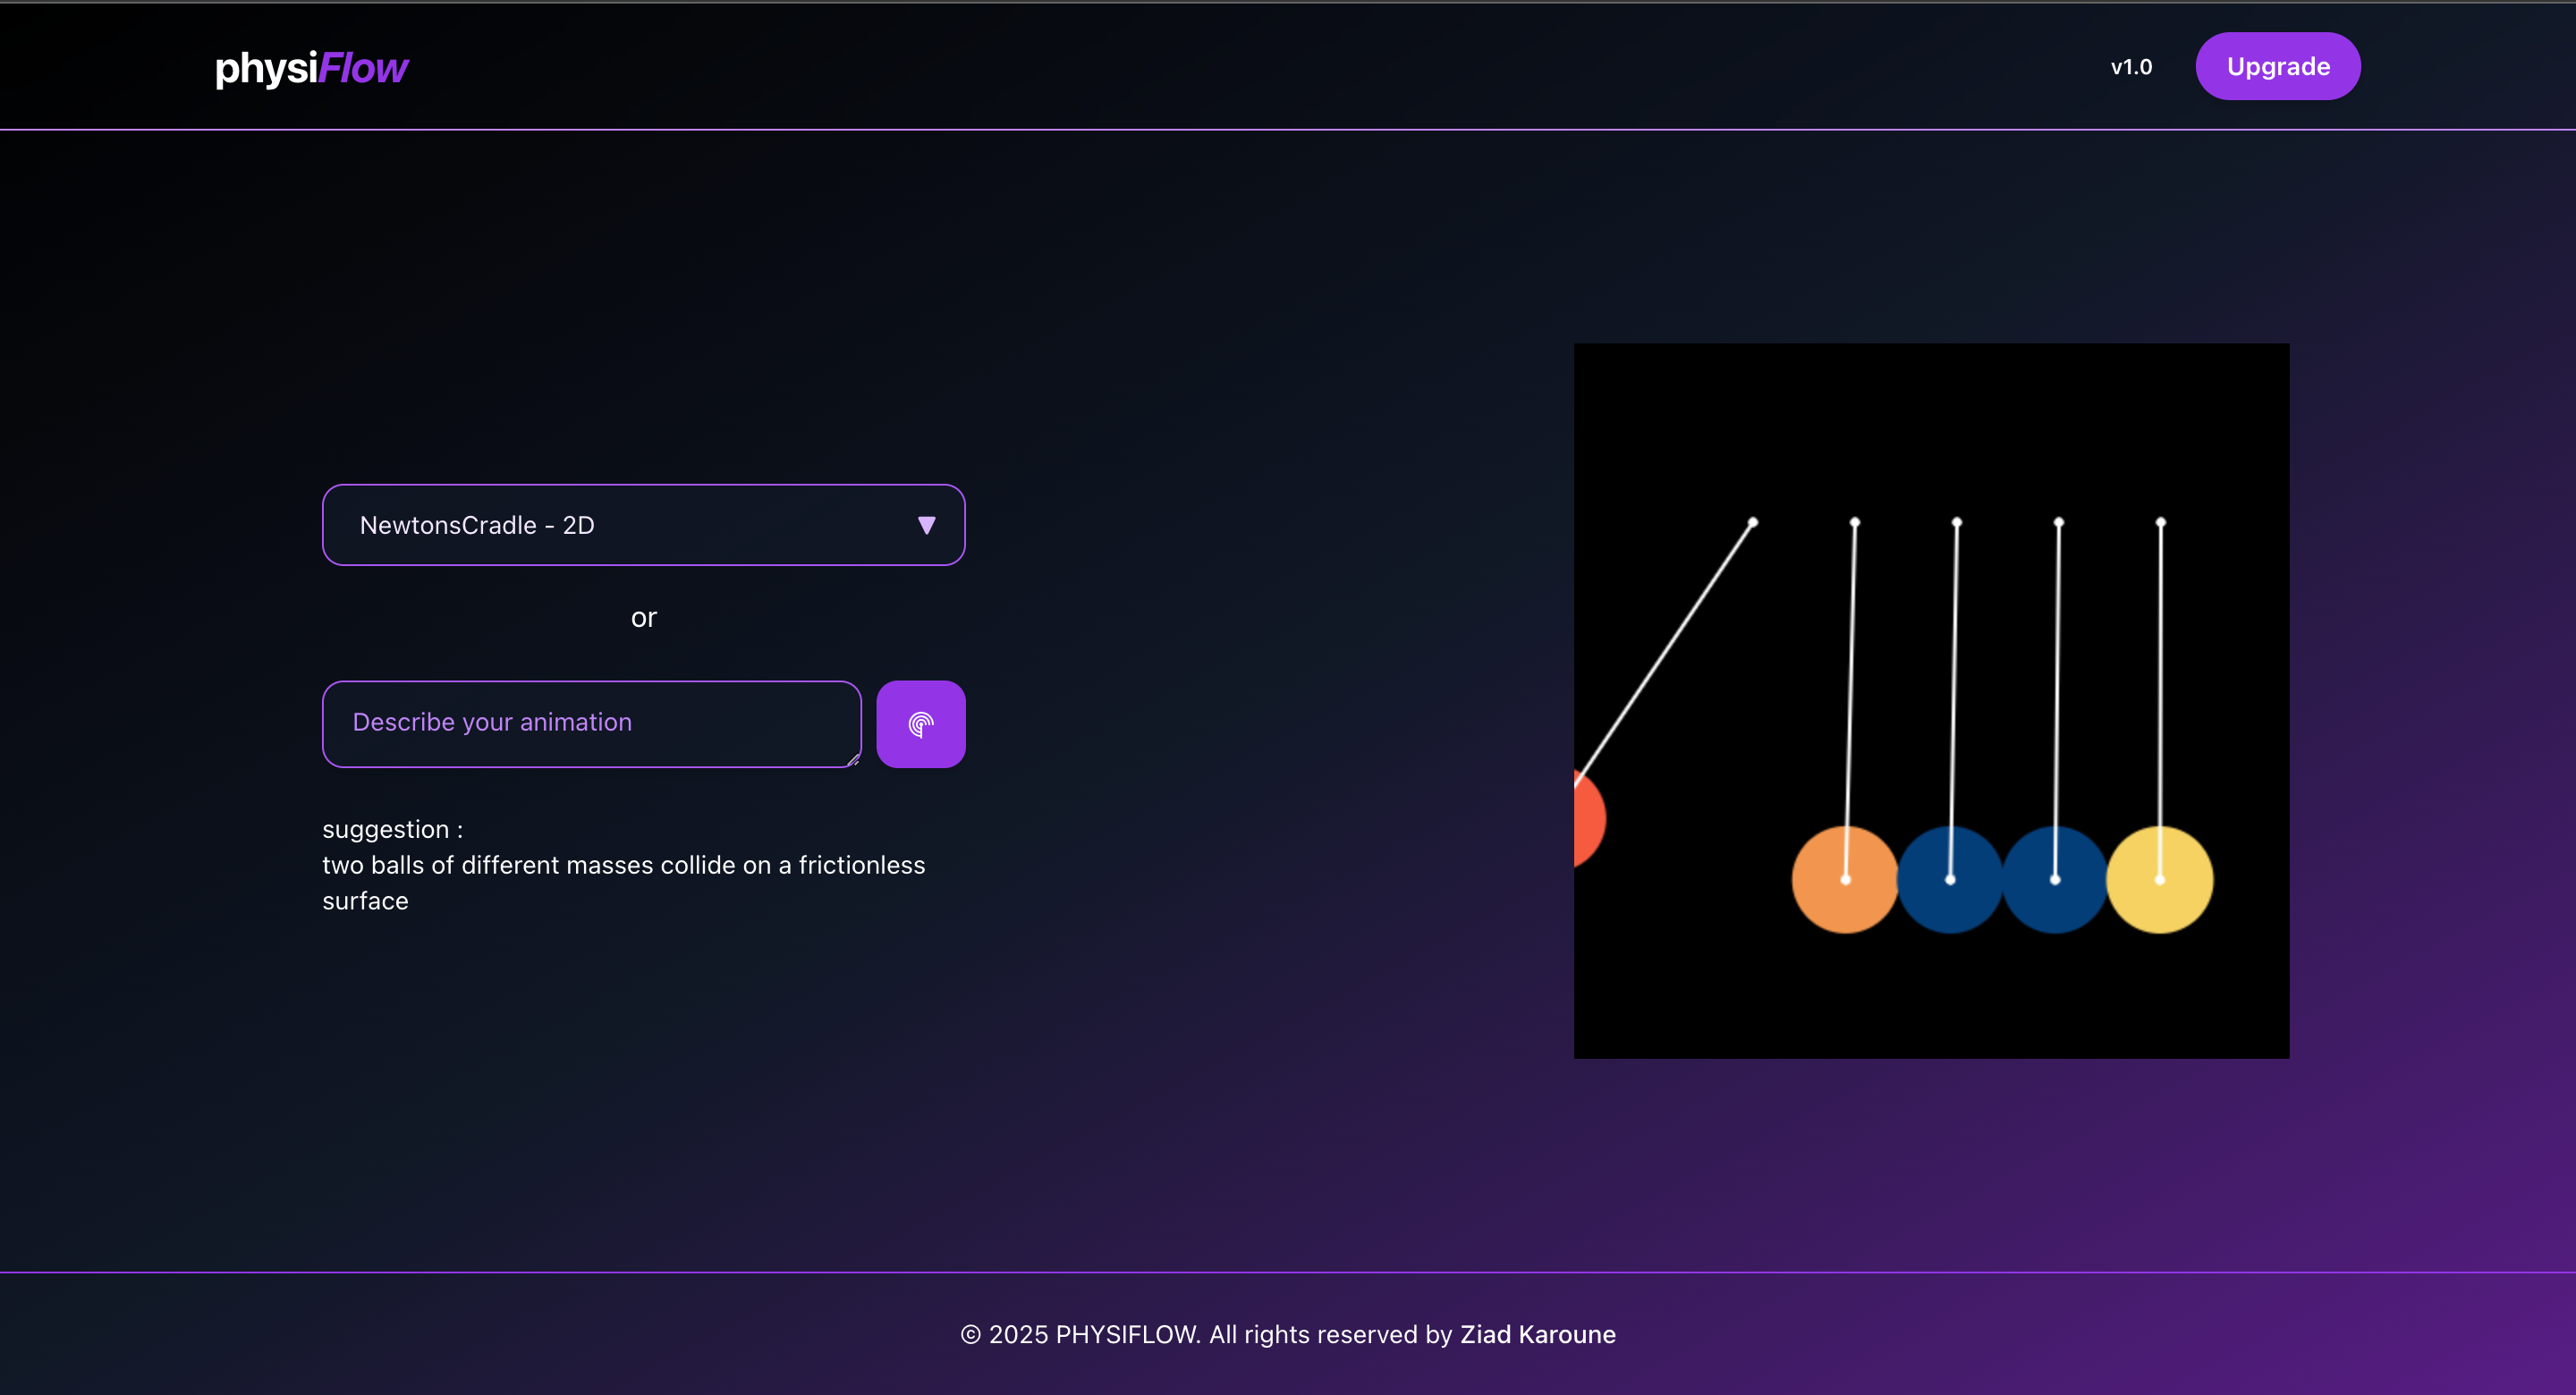 physiFlow
v1.0
Upgrade
NewtonsCradle - 2D
or
Describe your animation
suggestion :
two balls of different masses collide on a frictionless
surface
© 2025 PHYSIFLOW. All rights reserved by Ziad Karoune